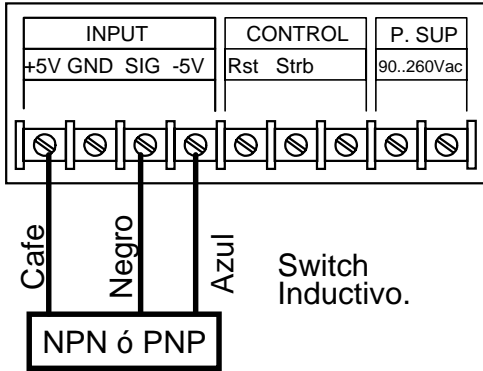 INPUT CONTROL P. SUP
+5V GND SIG -5V Rst Strb 90..260Vac
Cafe
Negro
Azul
Switch
Inductivo.
NPN ó PNP